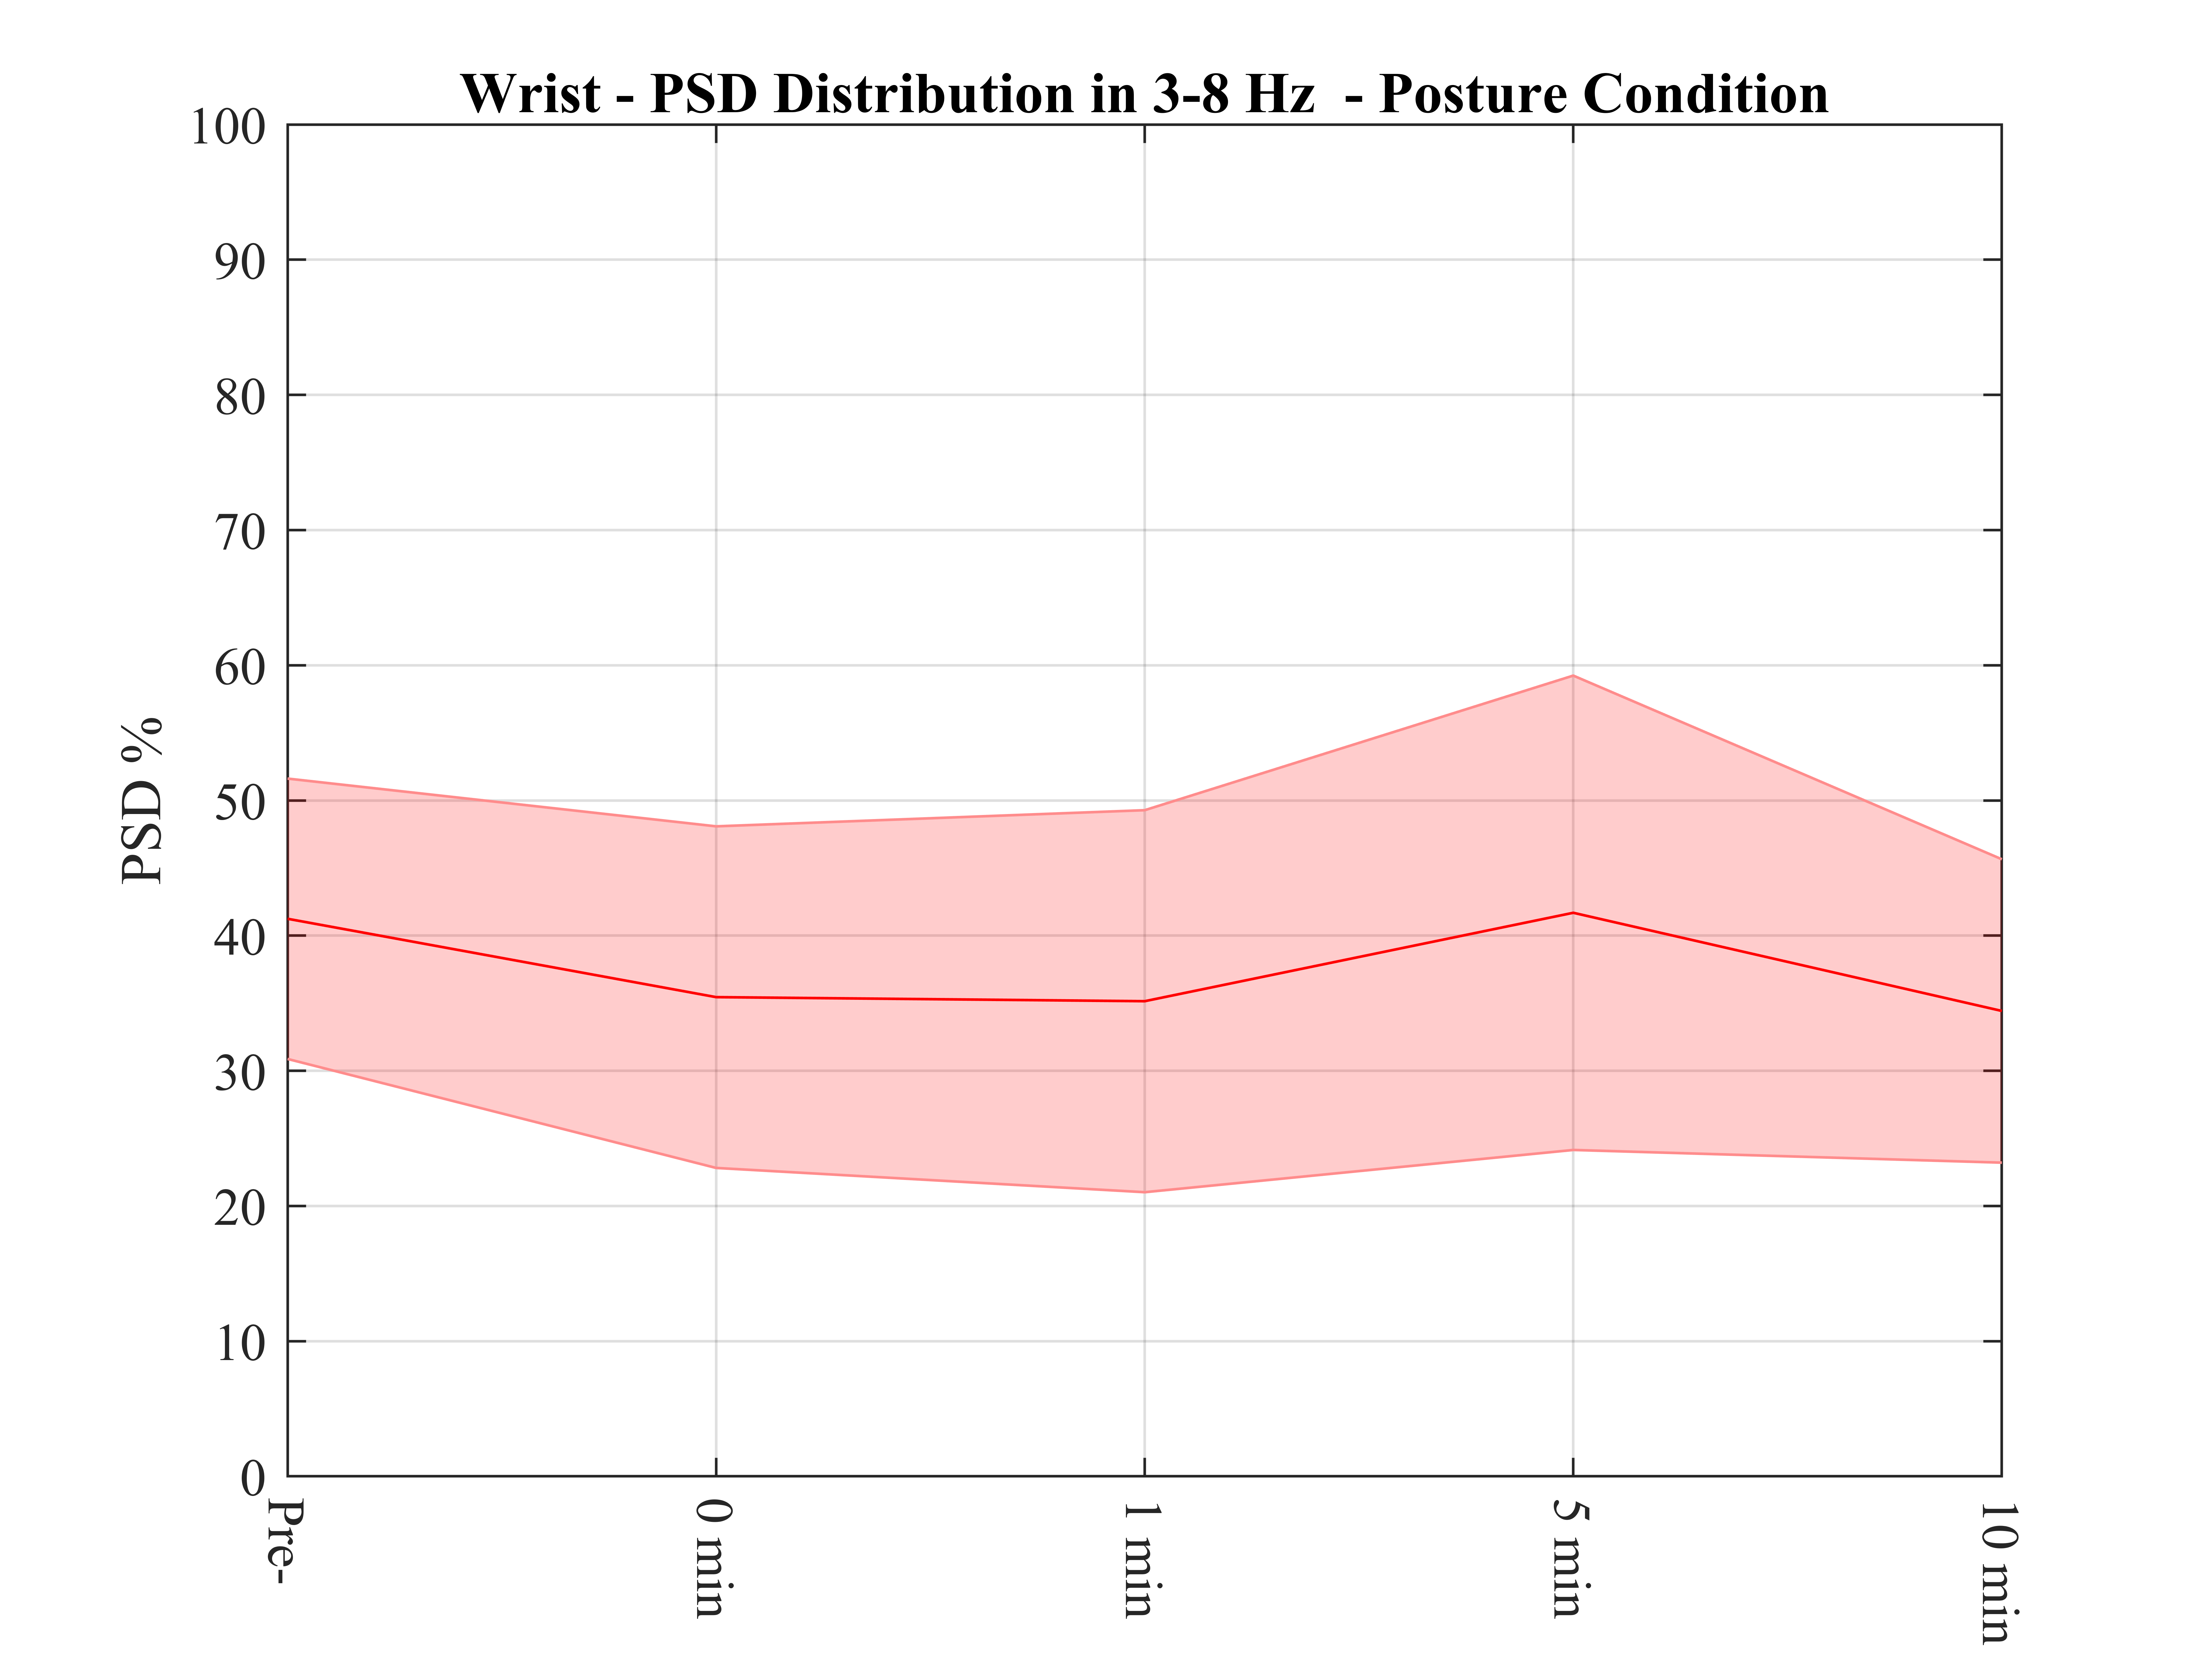 Wrist - PSD Distribution in 3-8 Hz  - Posture Condition
100
90
80
70
60
50
40
30
20
10
0
PSD %
Pre-
0 min
1 min
5 min
10 min